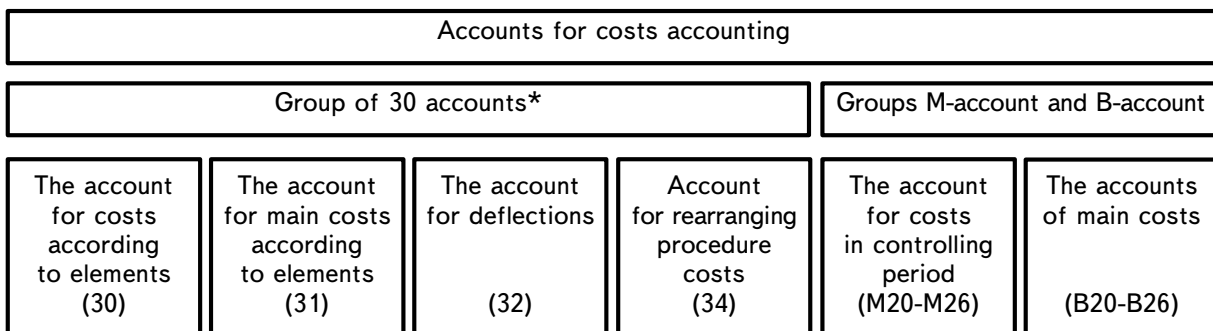 Accounts for costs accounting
Group of 30 accounts*
Groups M-account and B-account
The account
for costs
according
to elements
(30)
The account
for main costs
according
to elements
(31)
The account
for deflections
(32)
Account
for rearranging
procedure
costs
(34)
The account
for costs
in controlling
period
(M20-M26)
The accounts
of main costs
(B20-B26)